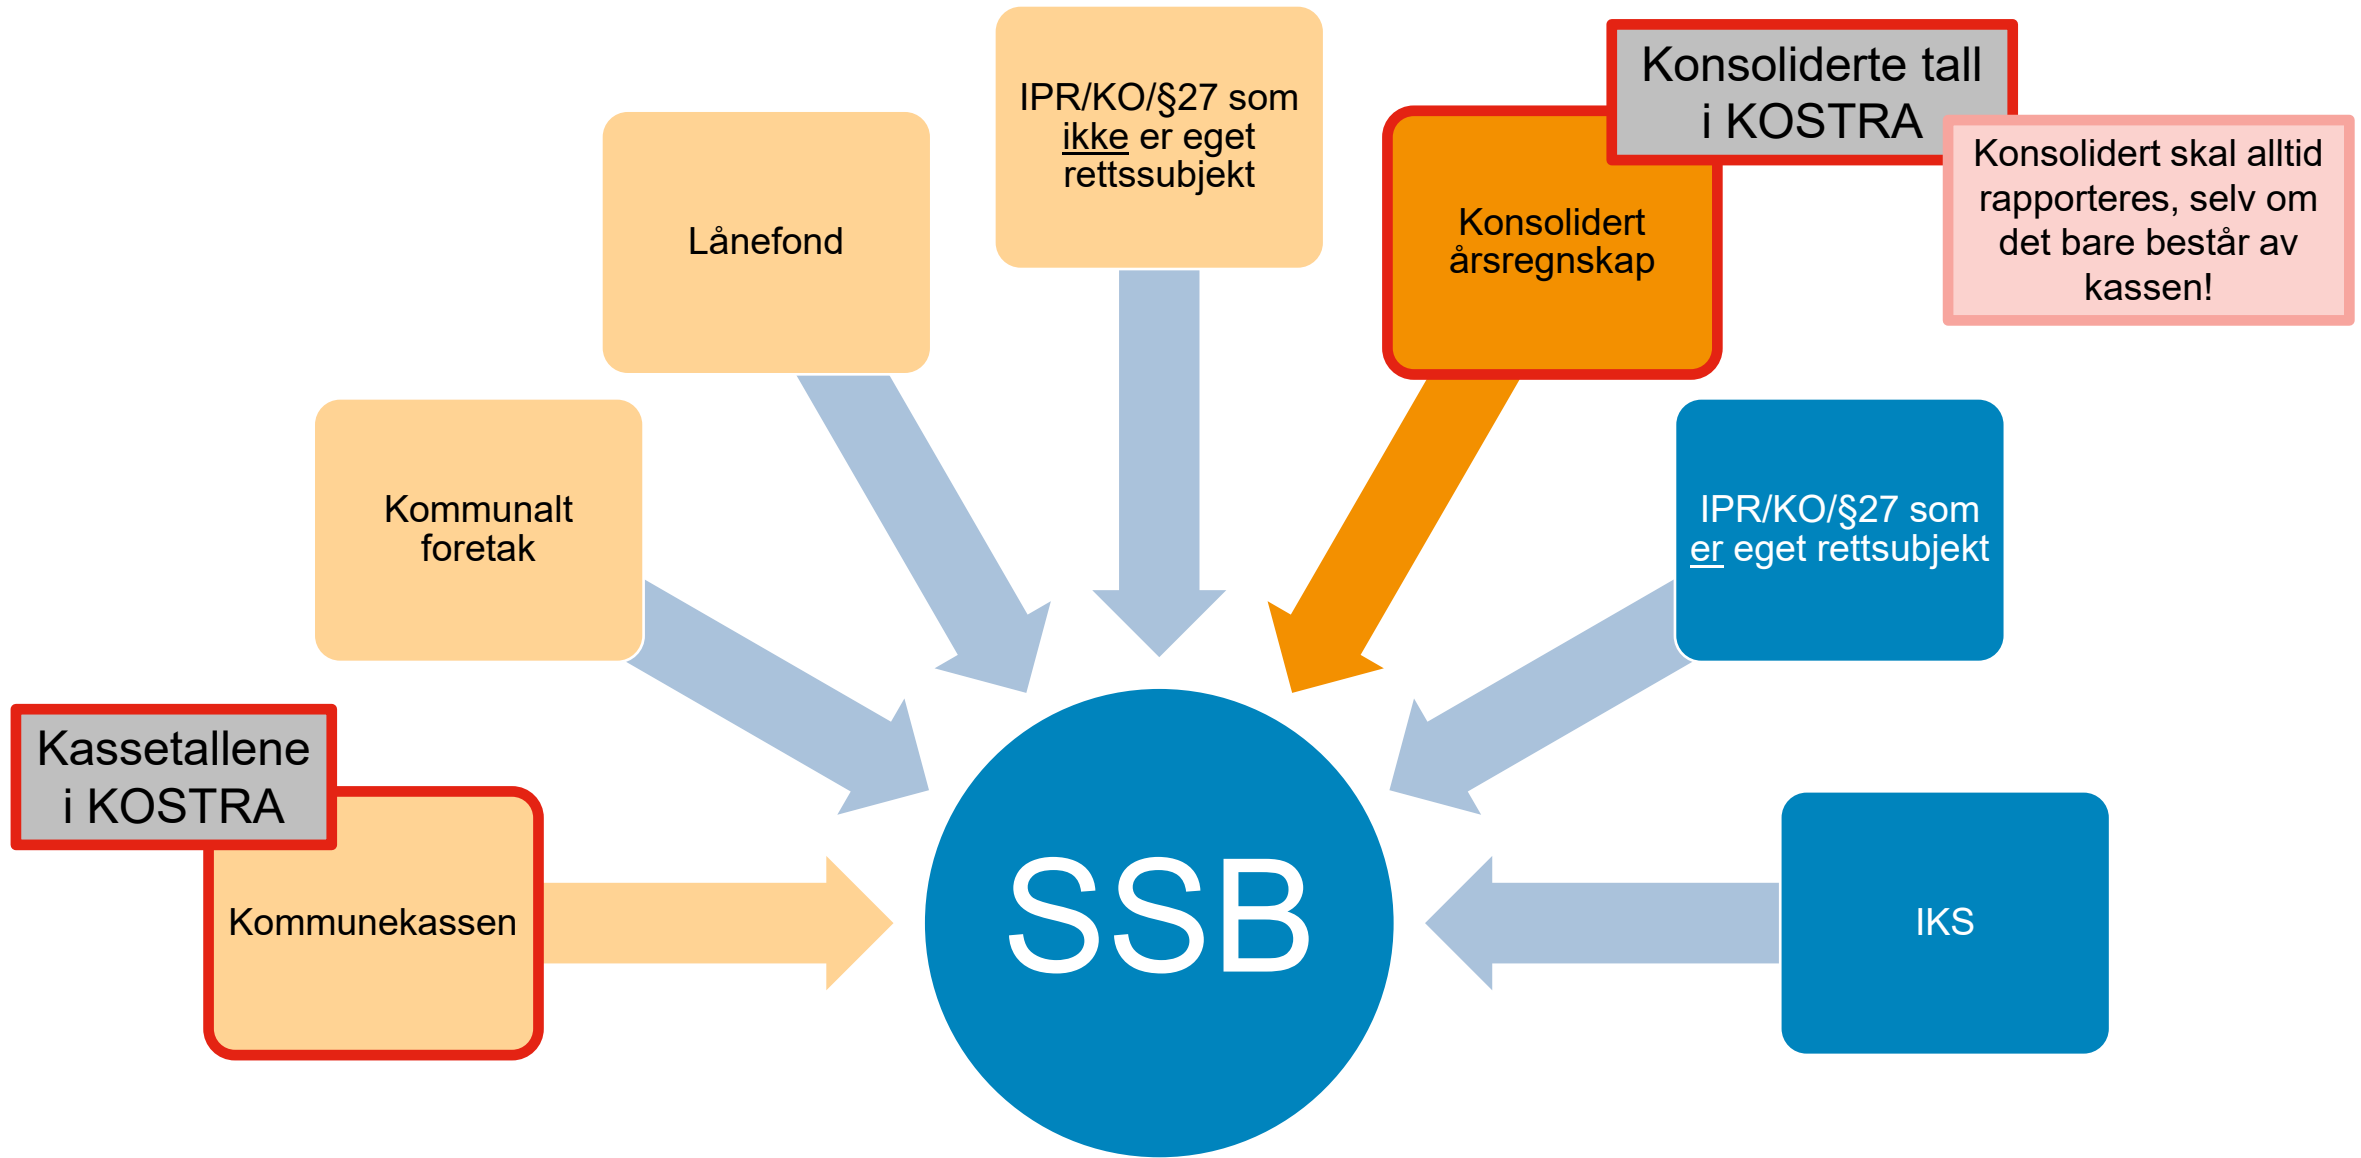 IPR/KO/§27 som
ikke er eget
rettssubjekt
Konsoliderte tall
i KOSTRA
Konsolidert skal alltid
rapporteres, selv om
det bare består av
kassen!
Lånefond
Konsolidert
årsregnskap
Kommunalt
foretak
IPR/KO/§27 som
er eget rettsubjekt
Kassetallene
i KOSTRA
Kommunekassen
SSB
IKS